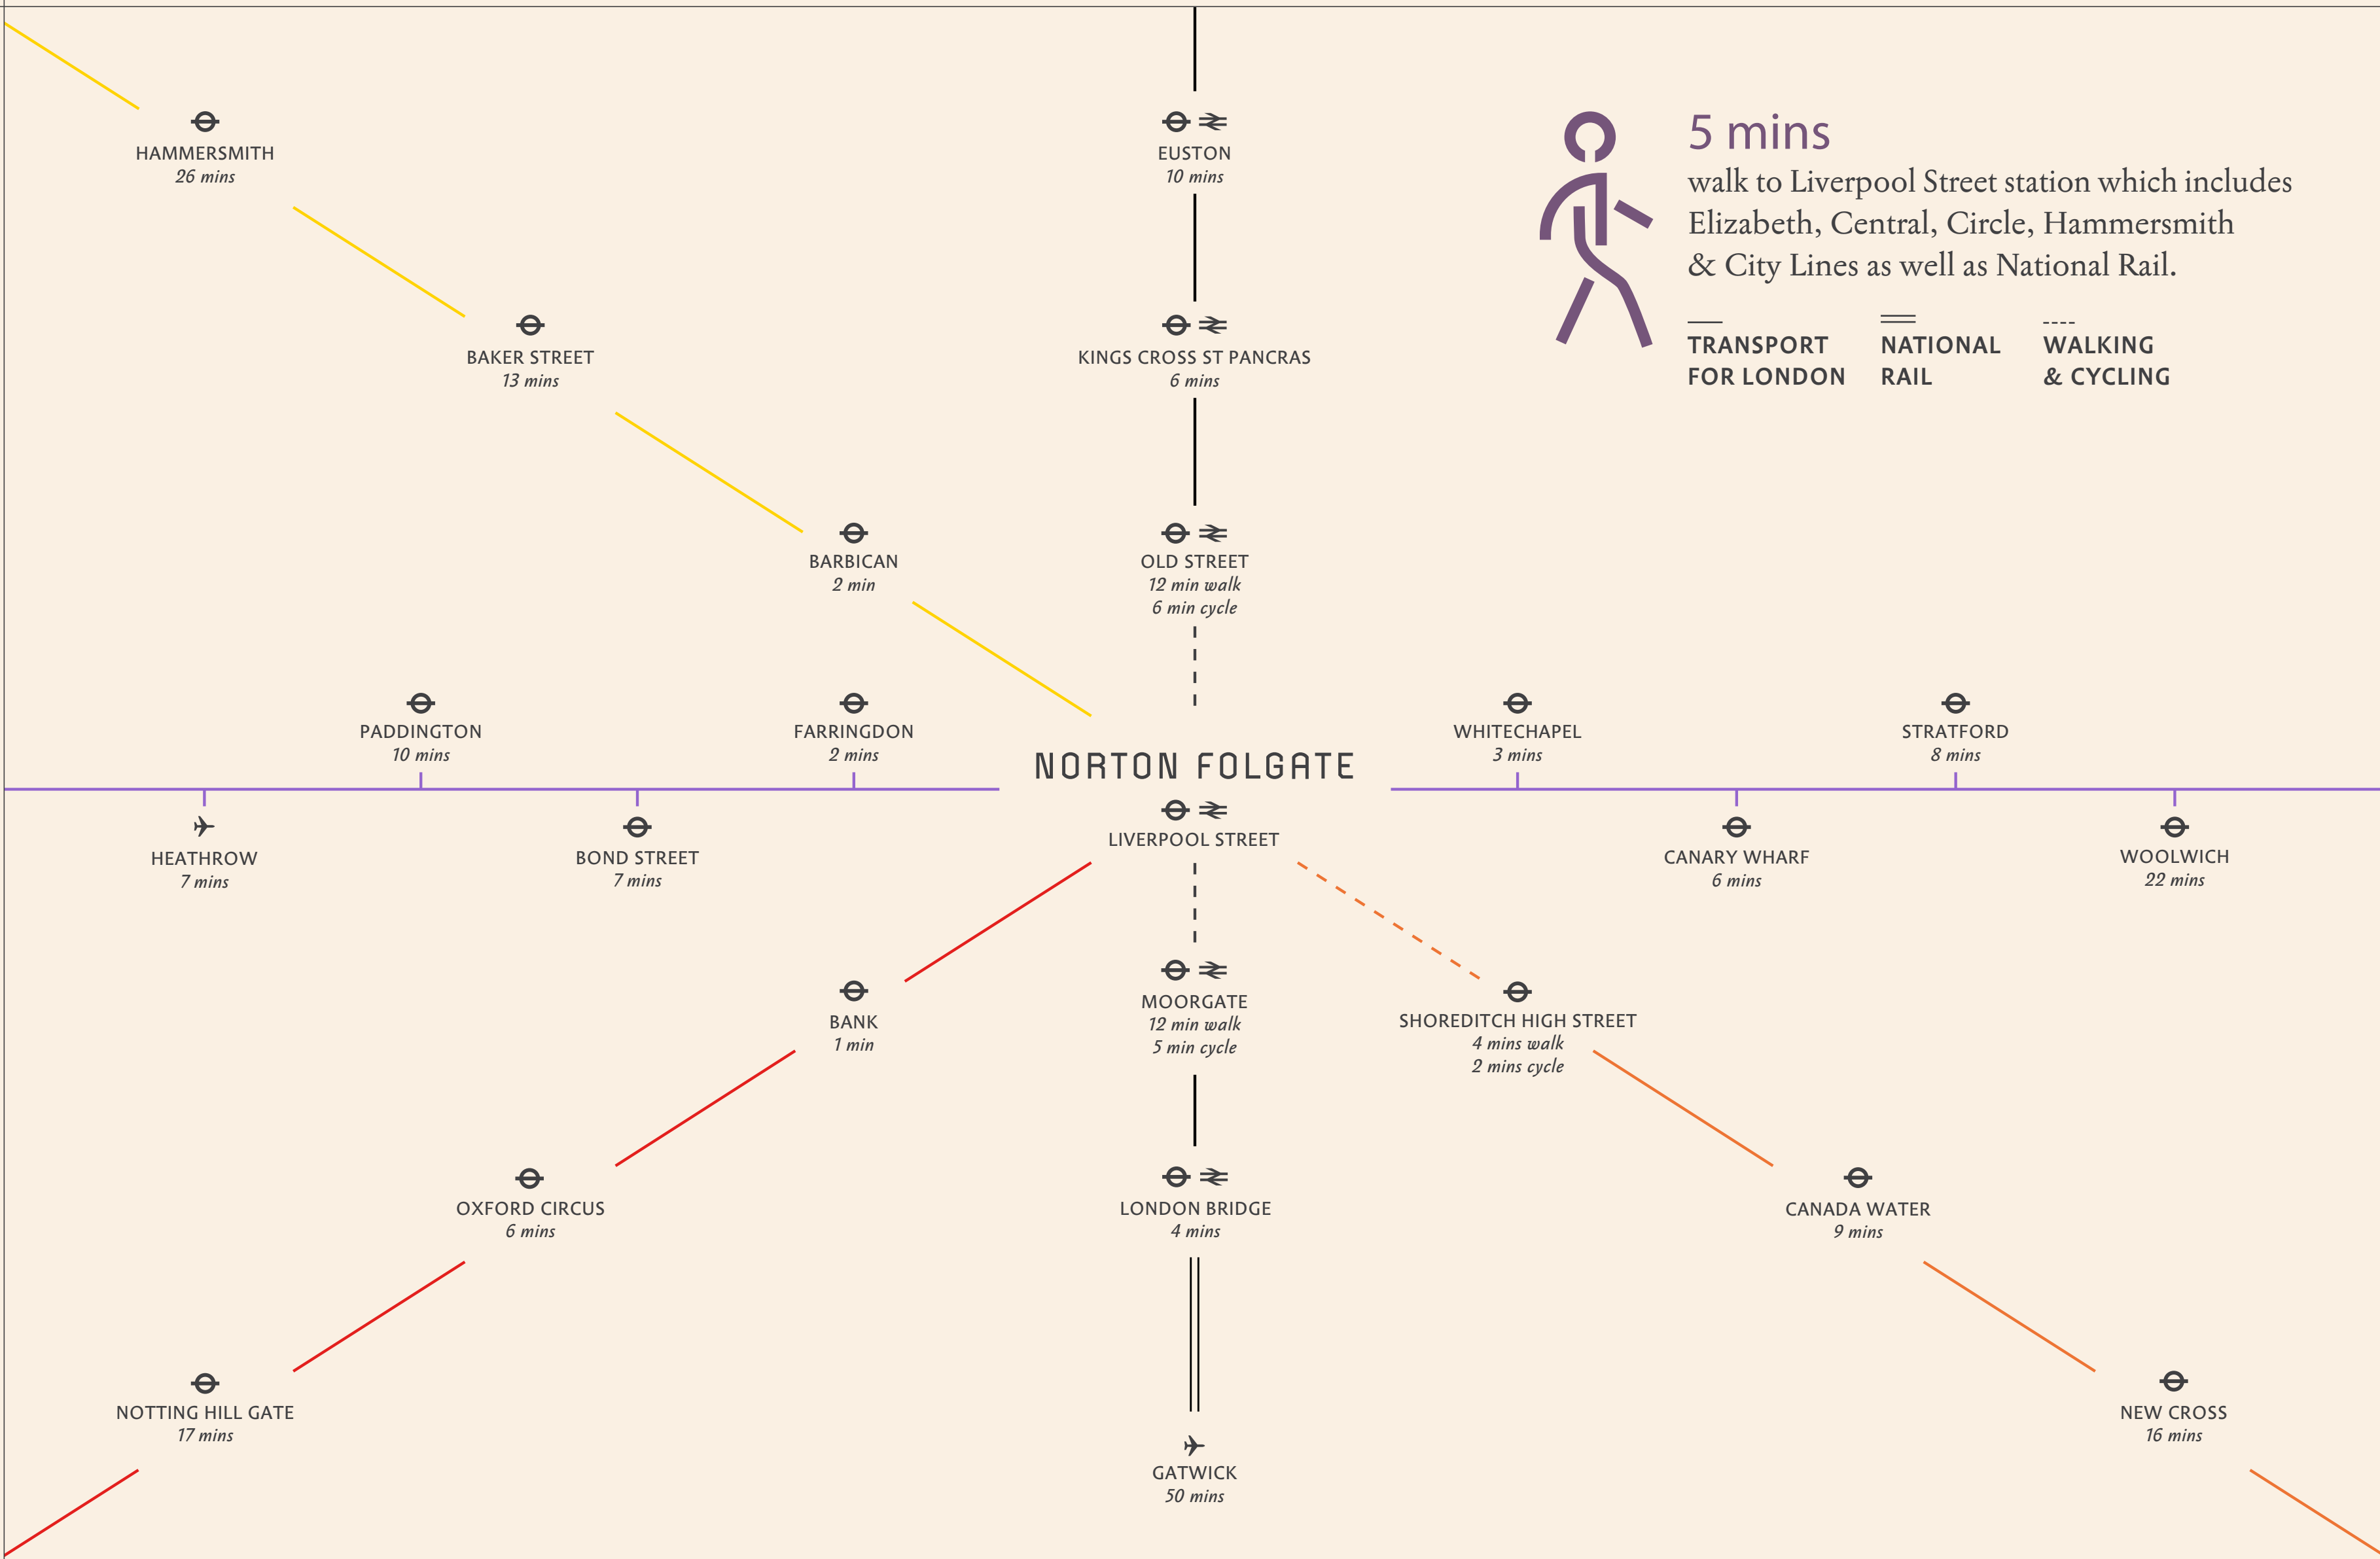 HAMMERSMITH
26 mins
EUSTON
10 mins
5 mins
walk to Liverpool Street station which includes
Elizabeth, Central, Circle, Hammersmith
& City Lines as well as National Rail.
TRANSPORT
FOR LONDON
NATIONAL
RAIL
WALKING
& CYCLING
BAKER STREET
13 mins
KINGS CROSS ST PANCRAS
6 mins
BARBICAN
2 min
OLD STREET
12 min walk
6 min cycle
PADDINGTON
10 mins
FARRINGDON
2 mins
NORTON FOLGATE
WHITECHAPEL
3 mins
STRATFORD
8 mins
HEATHROW
7 mins
BOND STREET
7 mins
LIVERPOOL STREET
CANARY WHARF
6 mins
WOOLWICH
22 mins
BANK
1 min
MOORGATE
12 min walk
5 min cycle
SHOREDITCH HIGH STREET
4 mins walk
2 mins cycle
OXFORD CIRCUS
6 mins
LONDON BRIDGE
4 mins
CANADA WATER
9 mins
NOTTING HILL GATE
17 mins
GATWICK
50 mins
NEW CROSS
16 mins